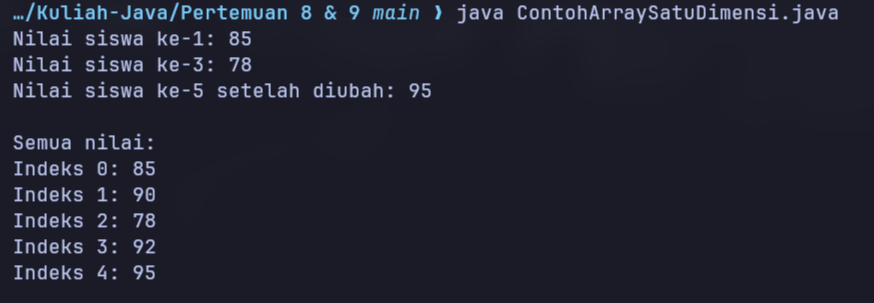 …/Kuliah-Java/Pertemuan 8 & 9 main ❯ java ContohArraySatuDimensi.java
Nilai siswa ke-1: 85
Nilai siswa ke-3: 78
Nilai siswa ke-5 setelah diubah: 95

Semua nilai:
Indeks 0: 85
Indeks 1: 90
Indeks 2: 78
Indeks 3: 92
Indeks 4: 95